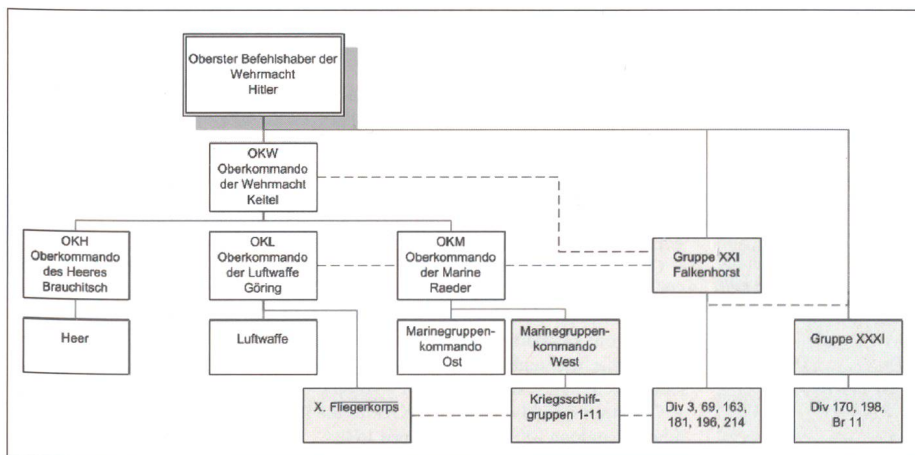 Oberster Befehlshaber der
Wehrmacht
Hitler
OKW
Oberkommando
der Wehrmacht
Keitel
OKH
Oberkommando
des Heeres
Brauchitsch
OKL
Oberkommando
der Luftwaffe
Göring
OKM
Oberkommando
der Marine
Raeder
Gruppe XXI
Falkenhorst
Heer
Luftwaffe
Marinegruppen-
kommando
Ost
Marinegruppen-
kommando
West
Gruppe XXXI
X. Fliegerkorps
Kriegsschiff-
gruppen 1-11
Div 3, 69, 163,
181, 196, 214
Div 170, 198,
Br 11